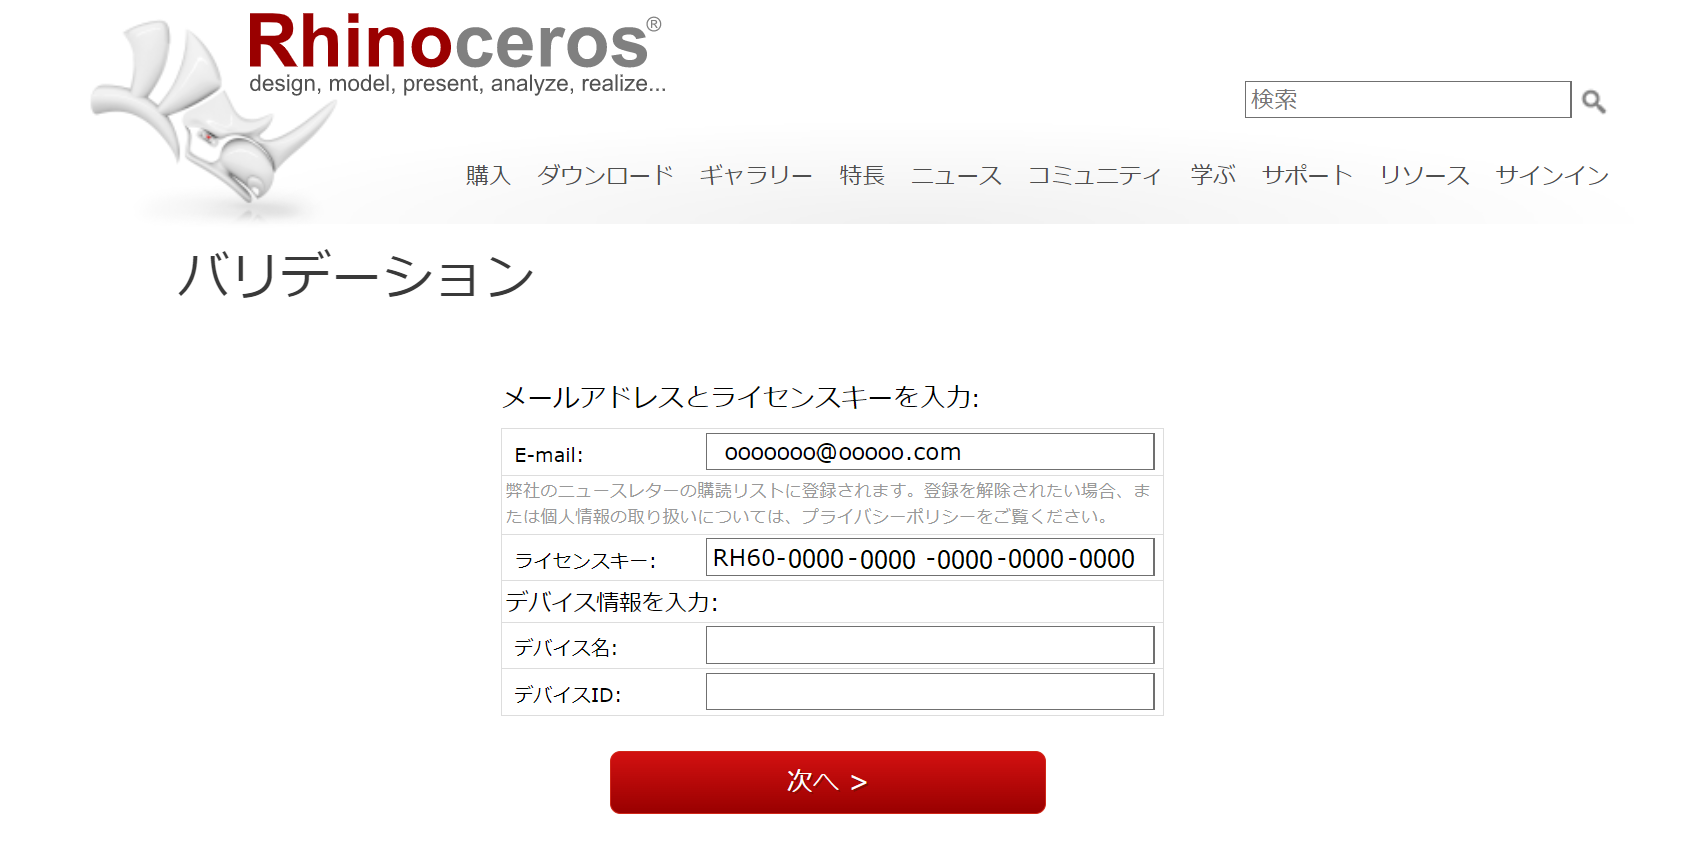 Rhinoceros®
design, model, present, analyze, realize...
検索
購入 ダウンロード ギャラリー 特長 ニュース コミュニティ 学ぶ サポート リソース サインイン
バリデーション
メールアドレスとライセンスキーを入力:
E-mail: ooooooo@ooooo.com
弊社のニュースレターの購読リストに登録されます。登録を解除されたい場合、ま
たは個人情報の取り扱いについては、プライバシーポリシーをご覧ください。
ライセンスキー: RH60-0000-0000 -0000-0000-0000
デバイス情報を入力:
デバイス名:
デバイスID:
次へ >